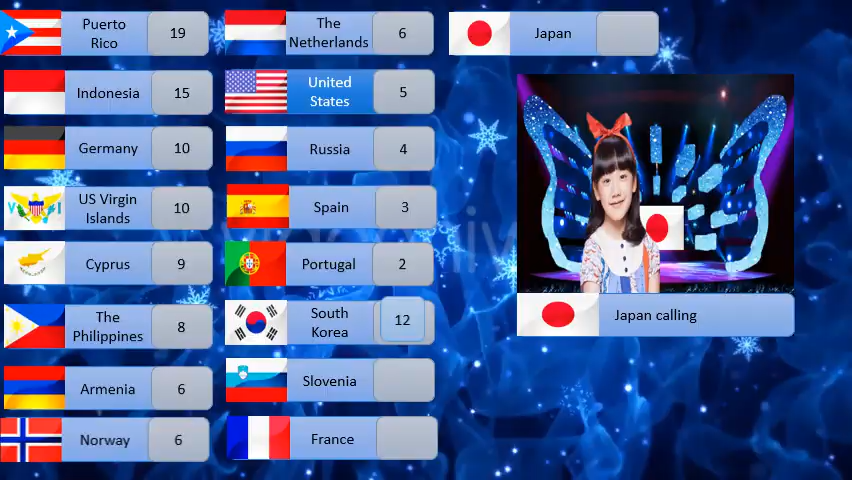 Puerto
Rico
19
Indonesia
15
Germany
10
US Virgin
Islands
10
Cyprus
9
The
Philippines
8
Armenia
6
Norway
6
The
Netherlands
6
United
States
5
Russia
4
Spain
3
Portugal
2
South
Korea
12
Slovenia
France
Japan
Japan calling